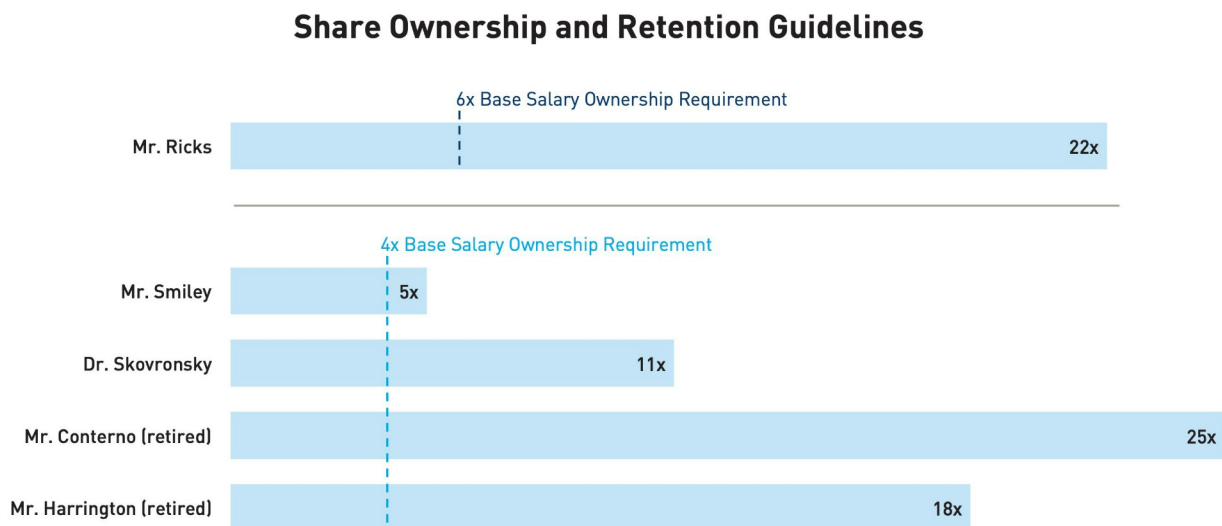 Share Ownership and Retention Guidelines
6x Base Salary Ownership Requirement
Mr. Ricks 22x
4x Base Salary Ownership Requirement
Mr. Smiley 5x
Dr. Skovronsky 11x
Mr. Conterno (retired) 25x
Mr. Harrington (retired) 18x